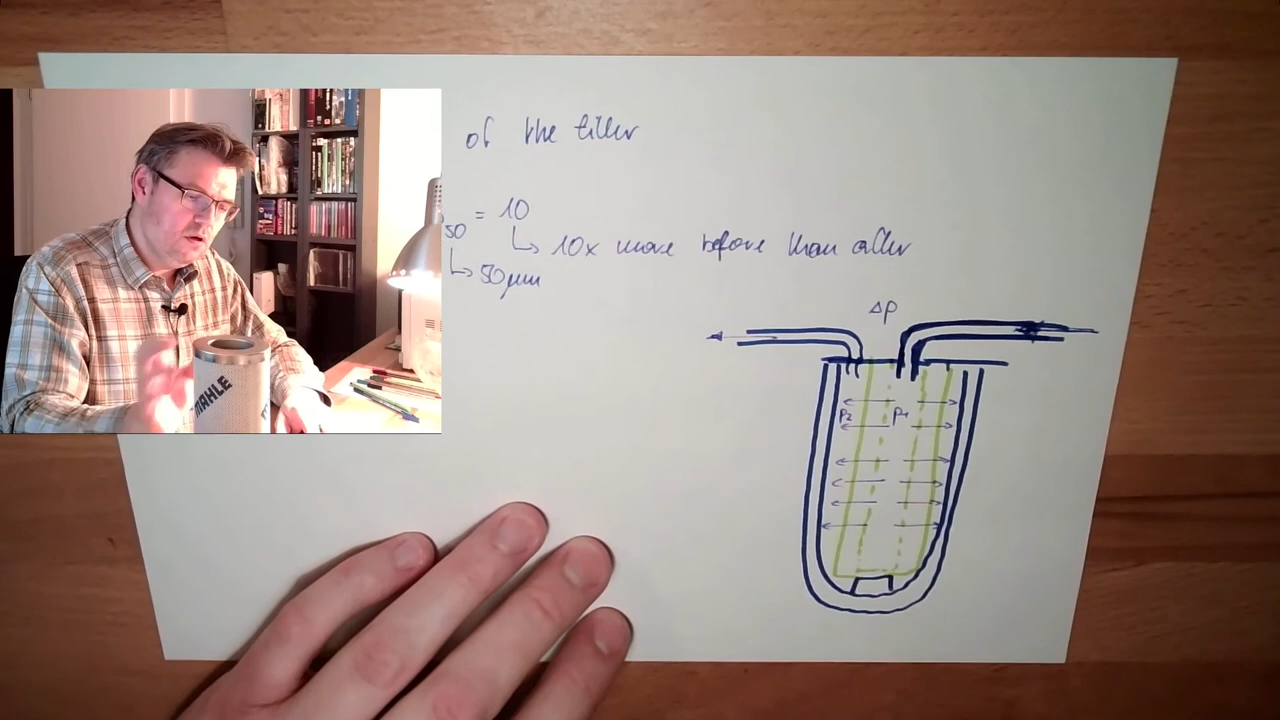 of the filter
50 = 10
↳ 10x more before than after
↳ 50µm
Δp
p2 p1
MAHLE